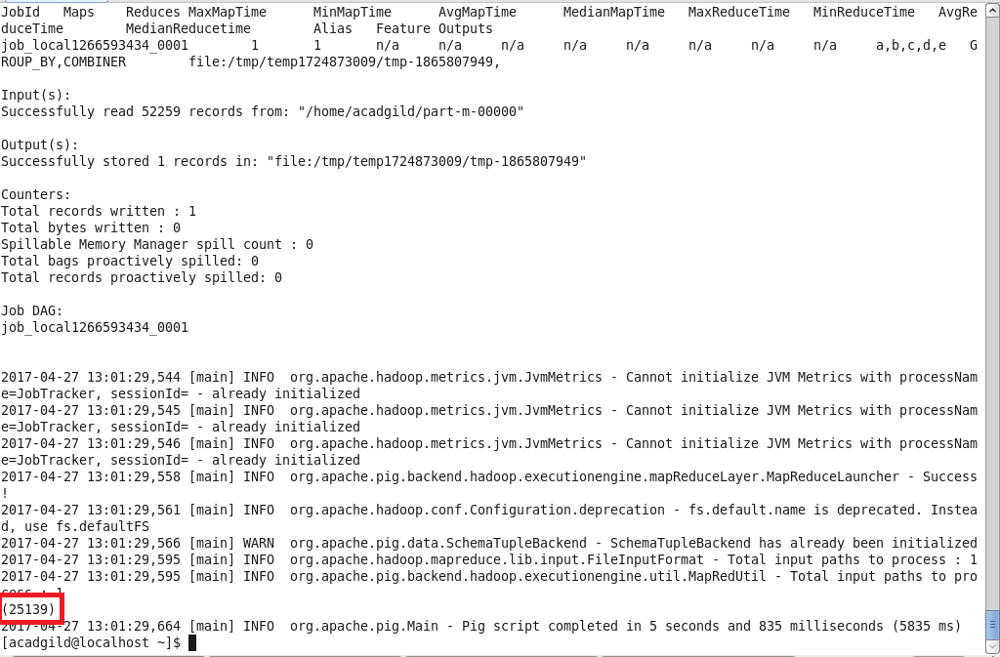 JobId Maps Reduces MaxMapTime MinMapTime AvgMapTime MedianMapTime MaxReduceTime MinReduceTime AvgRe
duceTime MedianReducetime Alias Feature Outputs
job_local1266593434_0001 1 1 n/a n/a n/a n/a n/a n/a n/a n/a a,b,c,d,e G
ROUP_BY,COMBINER file:/tmp/temp1724873009/tmp-1865807949,
Input(s):
Successfully read 52259 records from: "/home/acadgild/part-m-00000"
Output(s):
Successfully stored 1 records in: "file:/tmp/temp1724873009/tmp-1865807949"
Counters:
Total records written : 1
Total bytes written : 0
Spillable Memory Manager spill count : 0
Total bags proactively spilled: 0
Total records proactively spilled: 0
Job DAG:
job_local1266593434_0001
2017-04-27 13:01:29,544 [main] INFO  org.apache.hadoop.metrics.jvm.JvmMetrics - Cannot initialize JVM Metrics with processNam
e=JobTracker, sessionId= - already initialized
2017-04-27 13:01:29,545 [main] INFO  org.apache.hadoop.metrics.jvm.JvmMetrics - Cannot initialize JVM Metrics with processNam
e=JobTracker, sessionId= - already initialized
2017-04-27 13:01:29,546 [main] INFO  org.apache.hadoop.metrics.jvm.JvmMetrics - Cannot initialize JVM Metrics with processNam
e=JobTracker, sessionId= - already initialized
2017-04-27 13:01:29,558 [main] INFO  org.apache.pig.backend.hadoop.executionengine.mapReduceLayer.MapReduceLauncher - Success
!
2017-04-27 13:01:29,561 [main] INFO  org.apache.hadoop.conf.Configuration.deprecation - fs.default.name is deprecated. Instea
d, use fs.defaultFS
2017-04-27 13:01:29,566 [main] WARN  org.apache.pig.data.SchemaTupleBackend - SchemaTupleBackend has already been initialized
2017-04-27 13:01:29,595 [main] INFO  org.apache.hadoop.mapreduce.lib.input.FileInputFormat - Total input paths to process : 1
2017-04-27 13:01:29,595 [main] INFO  org.apache.pig.backend.hadoop.executionengine.util.MapRedUtil - Total input paths to pro
cess : 1
(25139)
2017-04-27 13:01:29,664 [main] INFO  org.apache.pig.Main - Pig script completed in 5 seconds and 835 milliseconds (5835 ms)
[acadgild@localhost ~]$